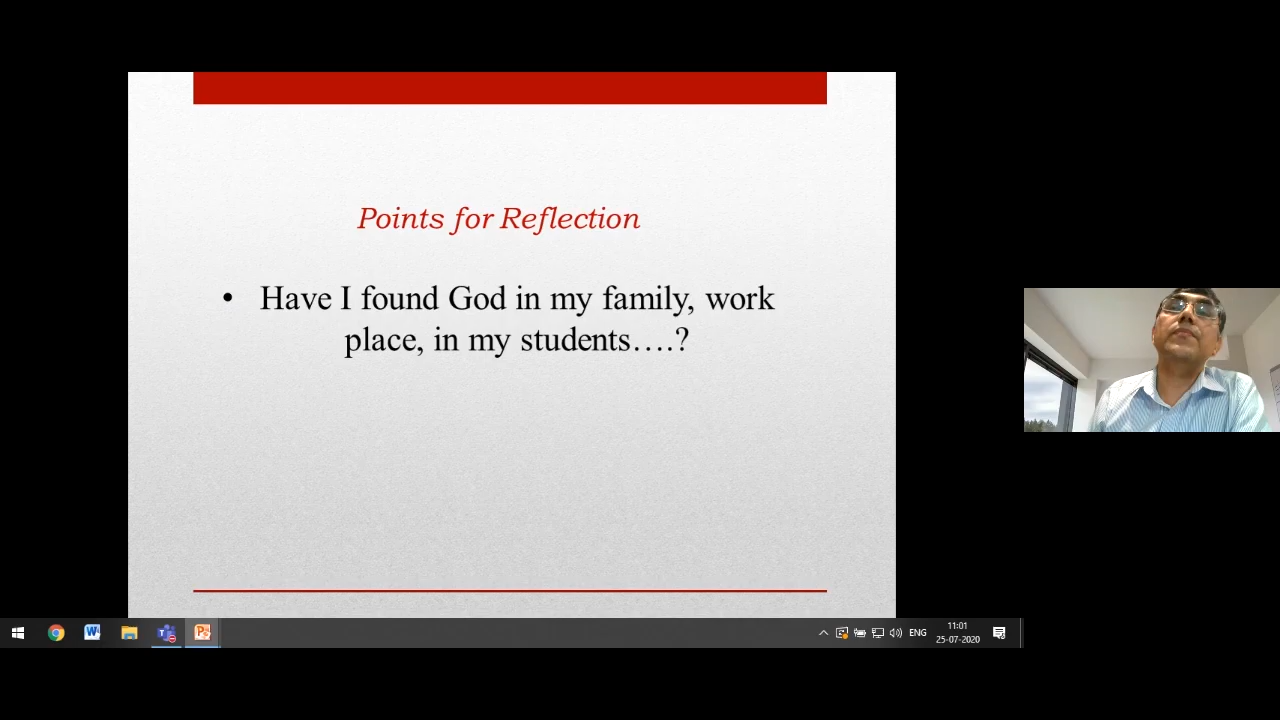 Points for Reflection
• Have I found God in my family, work
place, in my students….?
ENG
11:01
25-07-2020